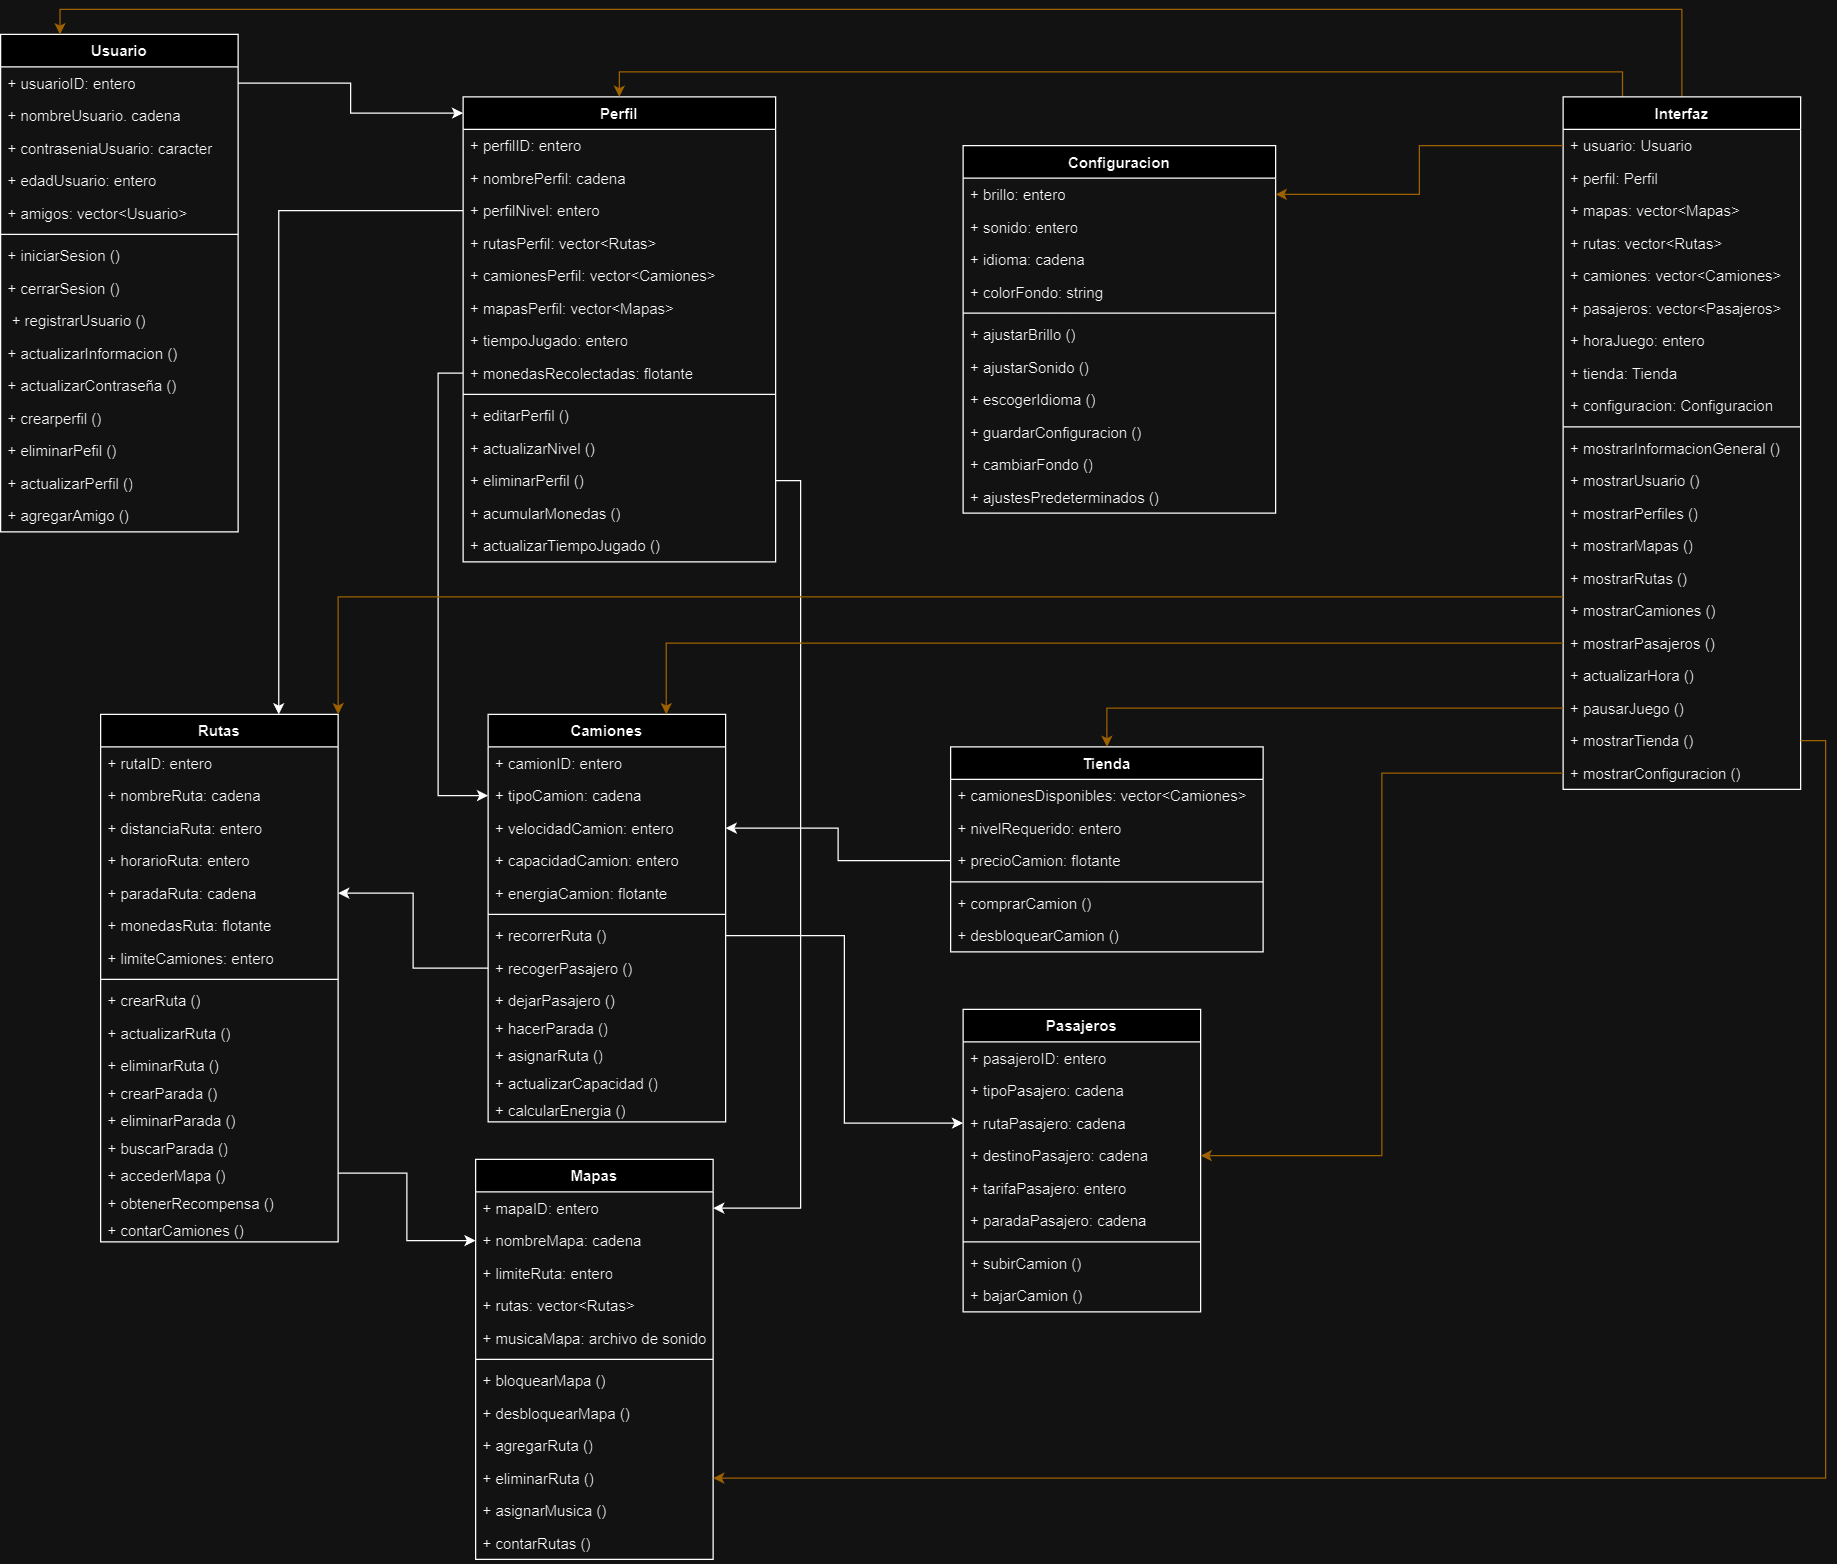 Usuario
+ usuarioID: entero
+ nombreUsuario. cadena
+ contraseniaUsuario: caracter
+ edadUsuario: entero
+ amigos: vector<Usuario>
+ iniciarSesion ()
+ cerrarSesion ()
+ registrarUsuario ()
+ actualizarInformacion ()
+ actualizarContraseña ()
+ crearperfil ()
+ eliminarPefil ()
+ actualizarPerfil ()
+ agregarAmigo ()
Perfil
+ perfilID: entero
+ nombrePerfil: cadena
+ perfilNivel: entero
+ rutasPerfil: vector<Rutas>
+ camionesPerfil: vector<Camiones>
+ mapasPerfil: vector<Mapas>
+ tiempoJugado: entero
+ monedasRecolectadas: flotante
+ editarPerfil ()
+ actualizarNivel ()
+ eliminarPerfil ()
+ acumularMonedas ()
+ actualizarTiempoJugado ()
Configuracion
+ brillo: entero
+ sonido: entero
+ idioma: cadena
+ colorFondo: string
+ ajustarBrillo ()
+ ajustarSonido ()
+ escogerIdioma ()
+ guardarConfiguracion ()
+ cambiarFondo ()
+ ajustesPredeterminados ()
Interfaz
+ usuario: Usuario
+ perfil: Perfil
+ mapas: vector<Mapas>
+ rutas: vector<Rutas>
+ camiones: vector<Camiones>
+ pasajeros: vector<Pasajeros>
+ horaJuego: entero
+ tienda: Tienda
+ configuracion: Configuracion
+ mostrarInformacionGeneral ()
+ mostrarUsuario ()
+ mostrarPerfiles ()
+ mostrarMapas ()
+ mostrarRutas ()
+ mostrarCamiones ()
+ mostrarPasajeros ()
+ actualizarHora ()
+ pausarJuego ()
+ mostrarTienda ()
+ mostrarConfiguracion ()
Rutas
+ rutaID: entero
+ nombreRuta: cadena
+ distanciaRuta: entero
+ horarioRuta: entero
+ paradaRuta: cadena
+ monedasRuta: flotante
+ limiteCamiones: entero
+ crearRuta ()
+ actualizarRuta ()
+ eliminarRuta ()
+ crearParada ()
+ eliminarParada ()
+ buscarParada ()
+ accederMapa ()
+ obtenerRecompensa ()
+ contarCamiones ()
Camiones
+ camionID: entero
+ tipoCamion: cadena
+ velocidadCamion: entero
+ capacidadCamion: entero
+ energiaCamion: flotante
+ recorrerRuta ()
+ recogerPasajero ()
+ dejarPasajero ()
+ hacerParada ()
+ asignarRuta ()
+ actualizarCapacidad ()
+ calcularEnergia ()
Tienda
+ camionesDisponibles: vector<Camiones>
+ nivelRequerido: entero
+ precioCamion: flotante
+ comprarCamion ()
+ desbloquearCamion ()
Pasajeros
+ pasajeroID: entero
+ tipoPasajero: cadena
+ rutaPasajero: cadena
+ destinoPasajero: cadena
+ tarifaPasajero: entero
+ paradaPasajero: cadena
+ subirCamion ()
+ bajarCamion ()
Mapas
+ mapaID: entero
+ nombreMapa: cadena
+ limiteRuta: entero
+ rutas: vector<Rutas>
+ musicaMapa: archivo de sonido
+ bloquearMapa ()
+ desbloquearMapa ()
+ agregarRuta ()
+ eliminarRuta ()
+ asignarMusica ()
+ contarRutas ()